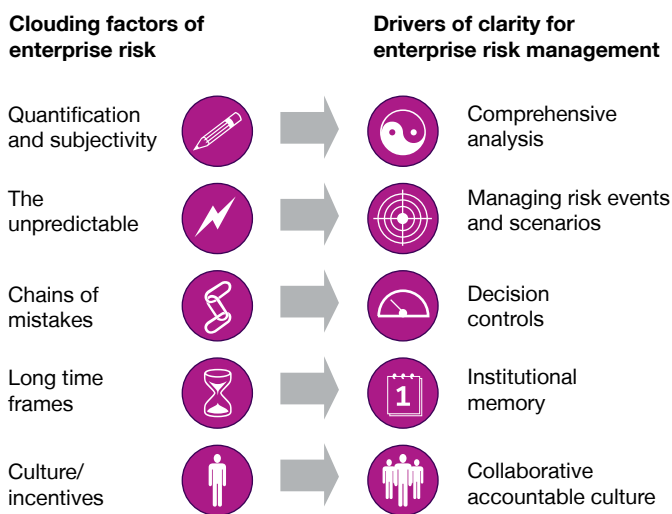 Clouding factors of
enterprise risk
Drivers of clarity for
enterprise risk management
Quantification
and subjectivity
Comprehensive
analysis
The
unpredictable
Managing risk events
and scenarios
Chains of
mistakes
Decision
controls
Long time
frames
1
Institutional
memory
Culture/
incentives
Collaborative
accountable culture